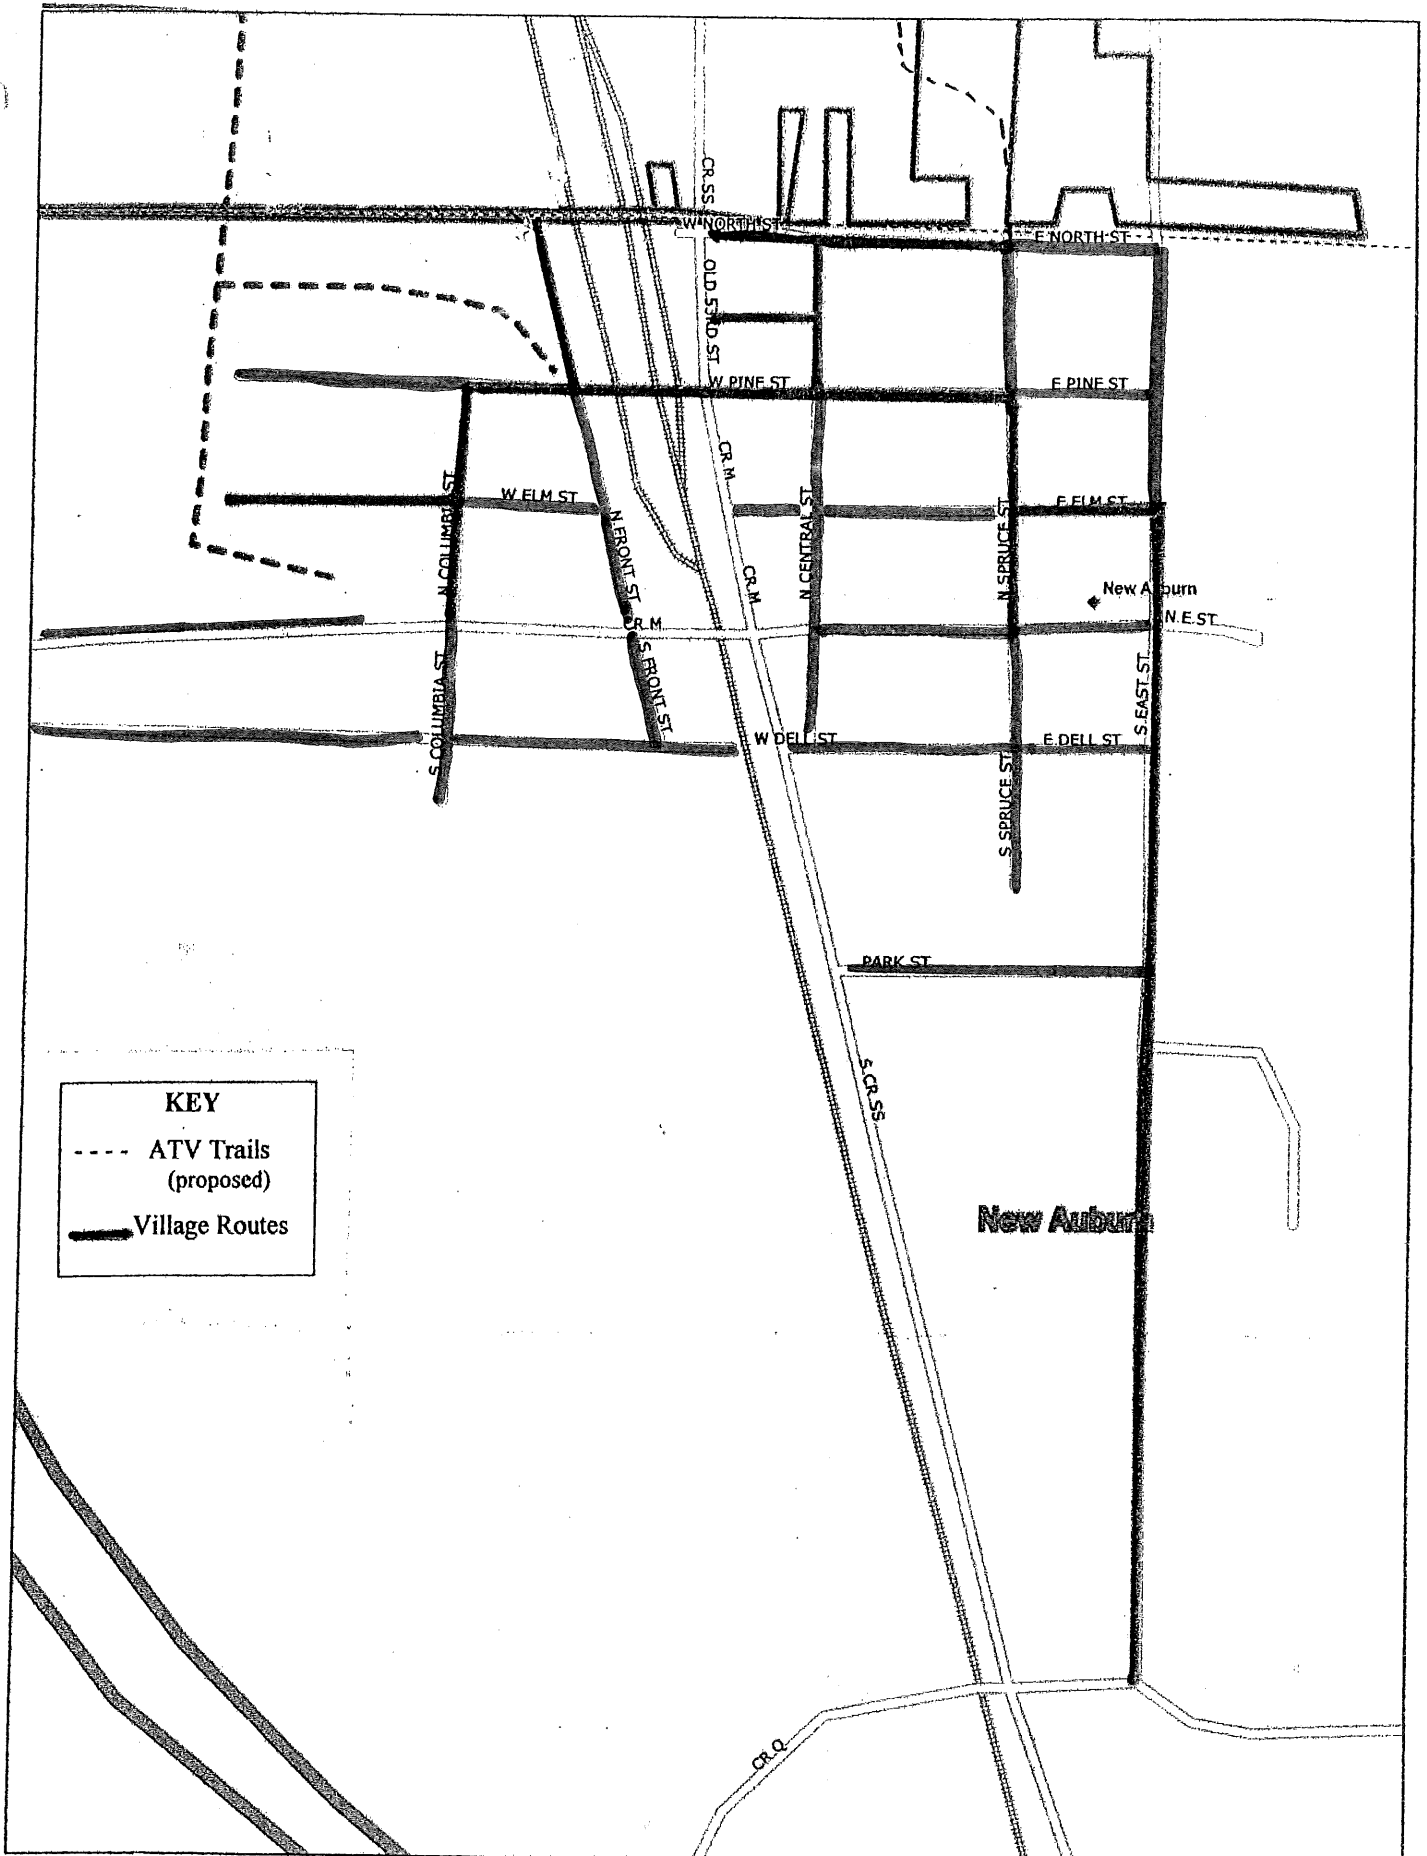 CR SS
W NORTH ST
E NORTH ST
OLD 53RD ST
W PINE ST
E PINE ST
CR M
W ELM ST
E ELM ST
N COLUMBIA ST
N FRONT ST
N CENTRAL ST
N SPRUCE ST
CR M
New Auburn
N E ST
CR M
S FRONT ST
S COLUMBIA ST
S EAST ST
W DELL ST
E DELL ST
S SPRUCE ST
PARK ST
S CR SS
KEY
ATV Trails
(proposed)
Village Routes
New Auburn
CR Q